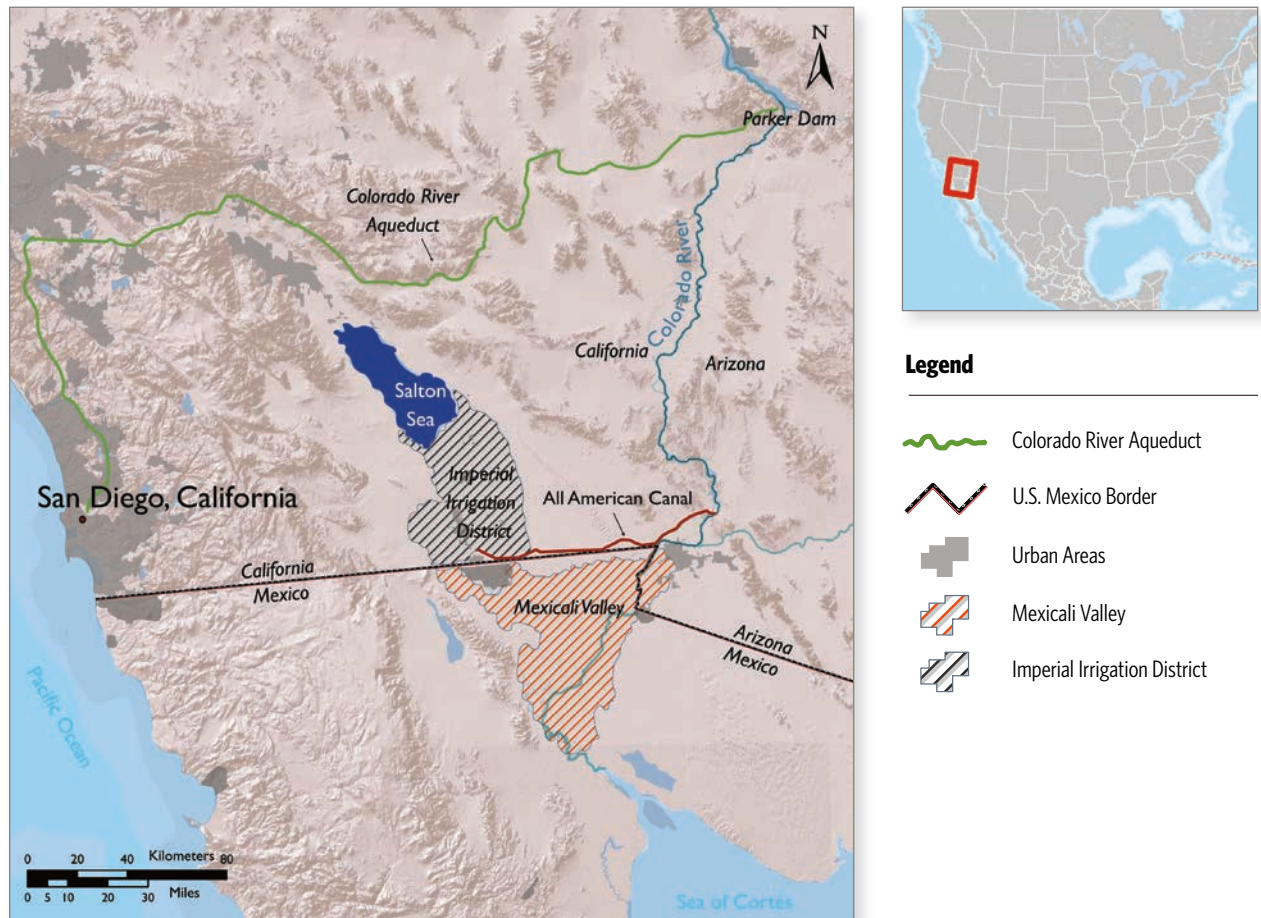 N
Parker Dam
Colorado River
Aqueduct
Colorado River
California
Arizona
Salton
Sea
Imperial
Irrigation
District
All American Canal
San Diego, California
California
Mexico
Mexicali Valley
Arizona
Mexico
Pacific Ocean
0 20 40 Kilometers 80
0 5 10 20 30 Miles
Sea of Cortes
Legend
Colorado River Aqueduct
U.S. Mexico Border
Urban Areas
Mexicali Valley
Imperial Irrigation District